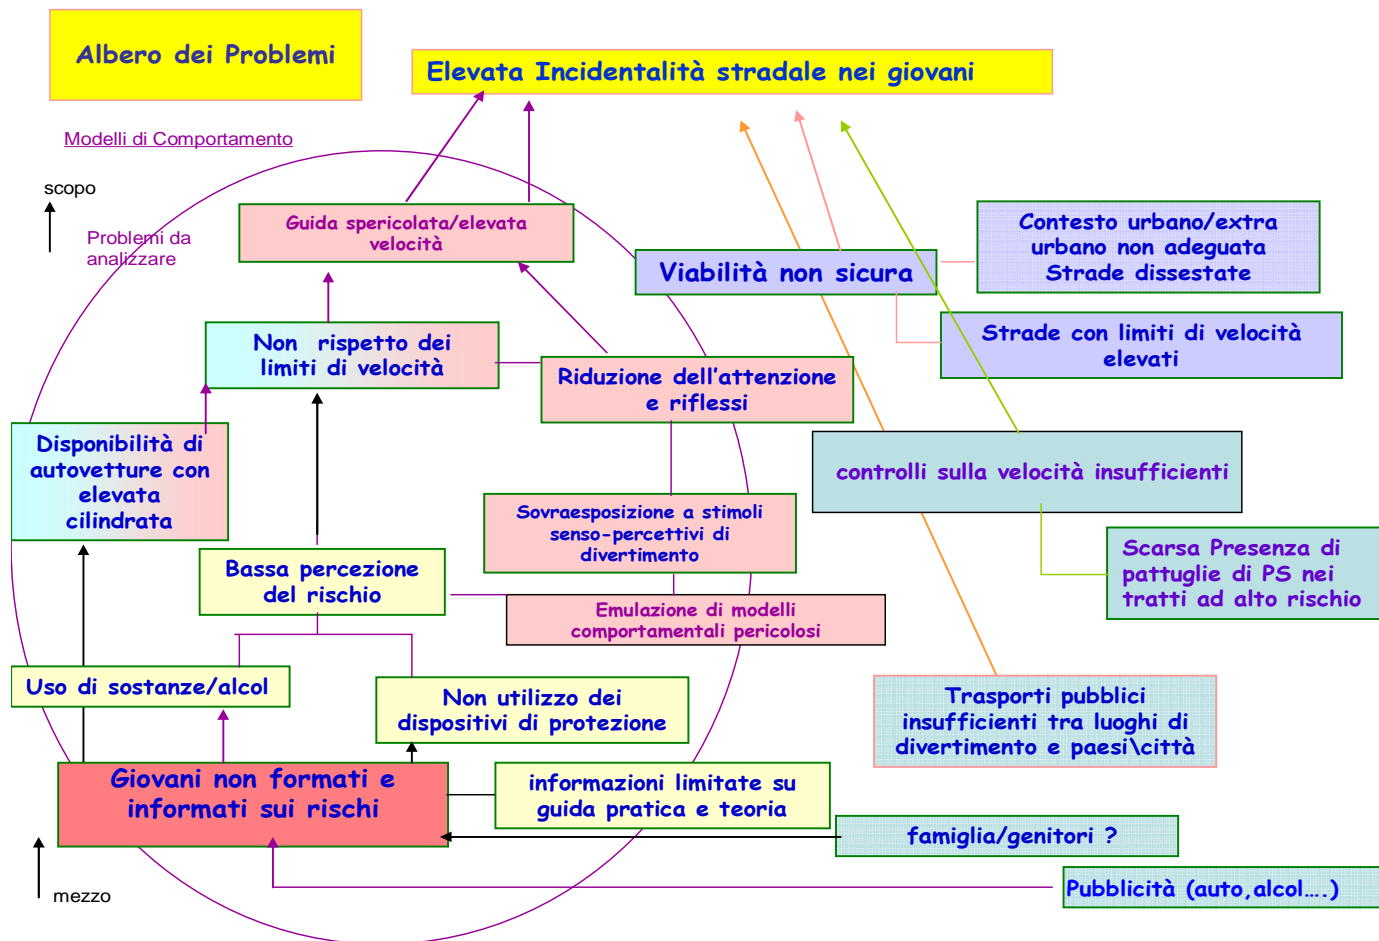 Albero dei Problemi
Elevata Incidentalità stradale nei giovani
Modelli di Comportamento
scopo
Problemi da
analizzare
Guida spericolata/elevata
velocità
Contesto urbano/extra
urbano non adeguata
Strade dissestate
Viabilità non sicura
Strade con limiti di velocità
elevati
Non rispetto dei
limiti di velocità
Riduzione dell’attenzione
e riflessi
Disponibilità di
autovetture con
elevata
cilindrata
controlli sulla velocità insufficienti
Sovraesposizione a stimoli
senso-percettivi di
divertimento
Scarsa Presenza di
pattuglie di PS nei
tratti ad alto rischio
Bassa percezione
del rischio
Emulazione di modelli
comportamentali pericolosi
Uso di sostanze/alcol
Non utilizzo dei
dispositivi di protezione
Trasporti pubblici
insufficienti tra luoghi di
divertimento e paesi\città
Giovani non formati e
informati sui rischi
informazioni limitate su
guida pratica e teoria
famiglia/genitori ?
mezzo
Pubblicità (auto,alcol….)